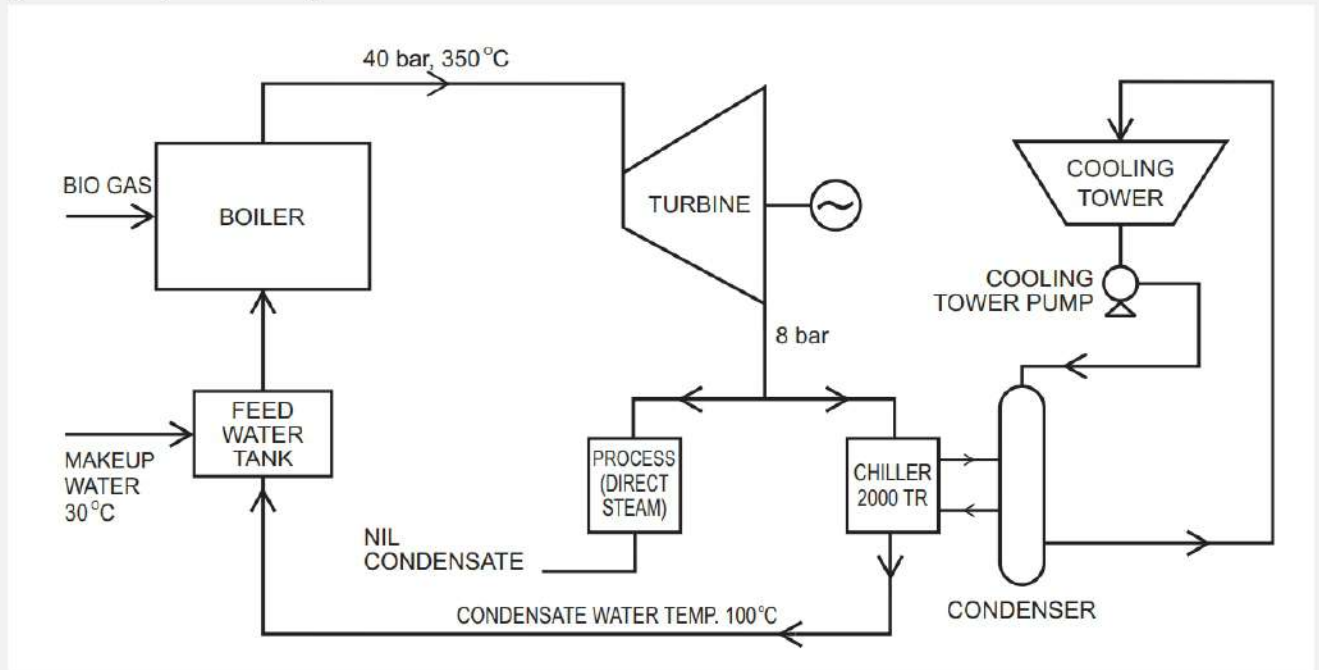 40 bar, 350°C
BIO GAS
BOILER
TURBINE
COOLING
TOWER
COOLING
TOWER PUMP
8 bar
FEED
WATER
TANK
MAKEUP
WATER
30°C
PROCESS
(DIRECT
STEAM)
CHILLER
2000 TR
NIL
CONDENSATE
CONDENSATE WATER TEMP. 100°C
CONDENSER